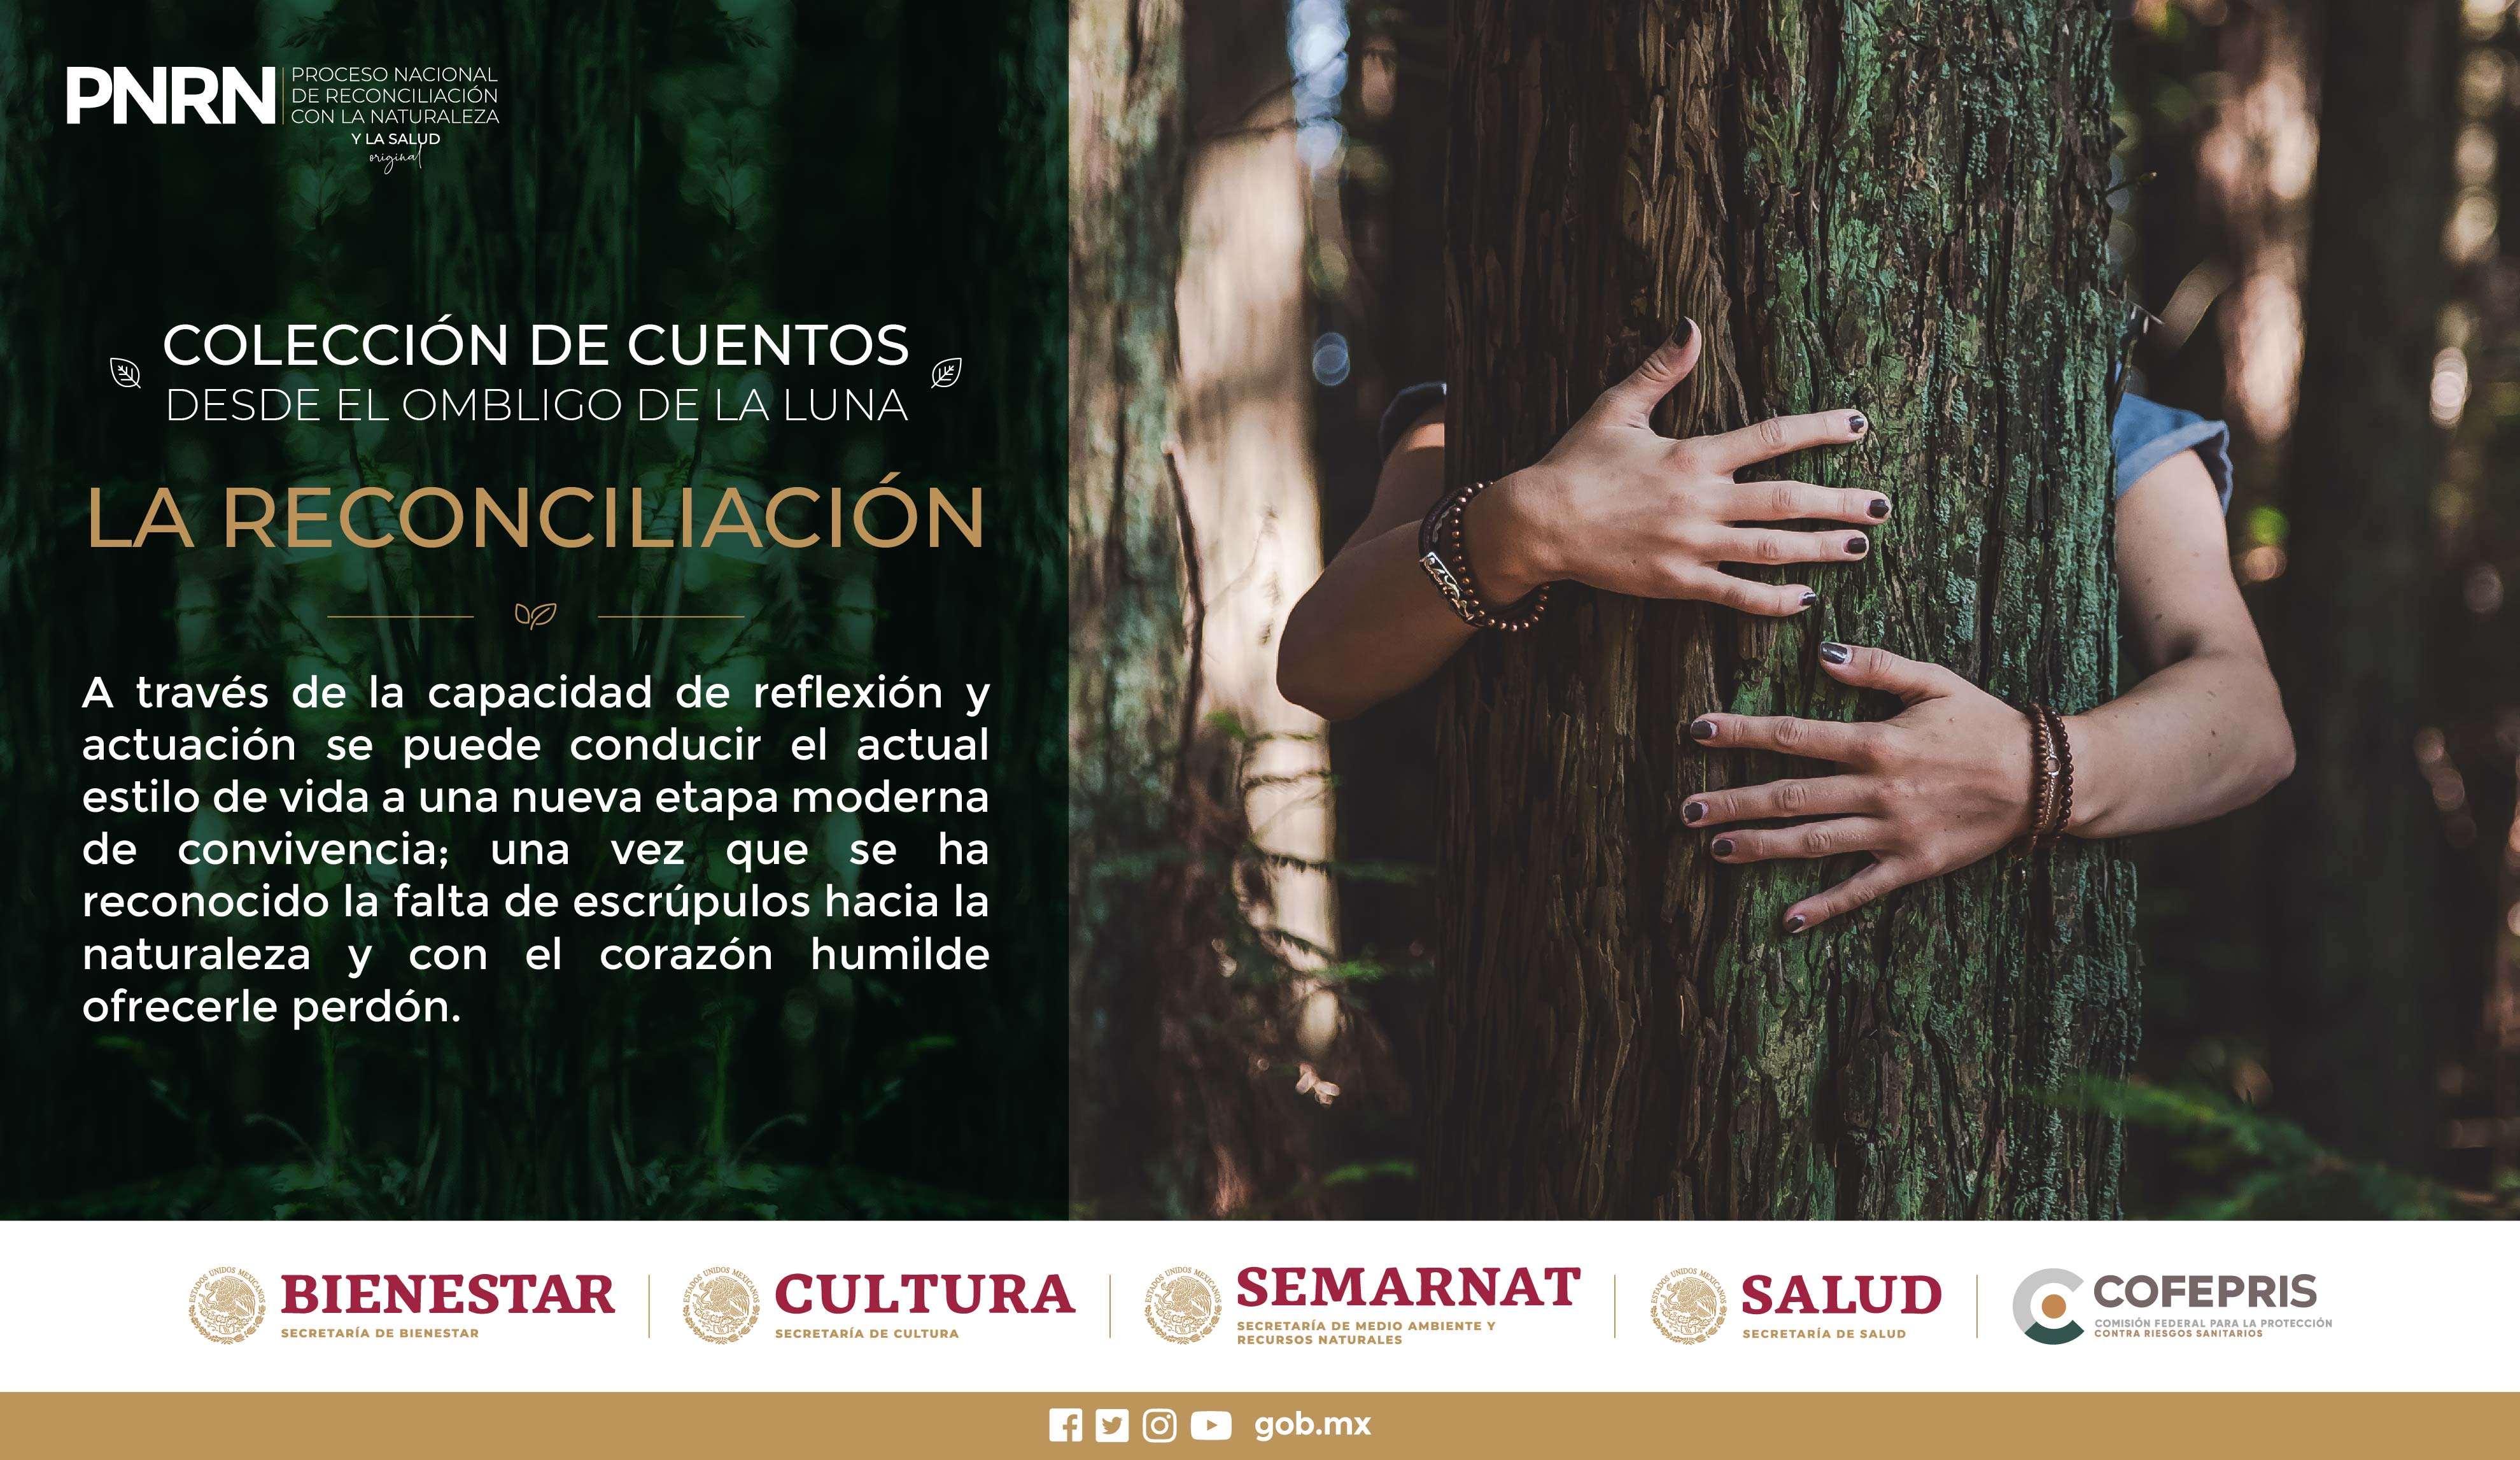 PNRN
PROCESO NACIONAL
DE RECONCILIACIÓN
CON LA NATURALEZA
Y LA SALUD
original
COLECCIÓN DE CUENTOS
DESDE EL OMBLIGO DE LA LUNA
LA RECONCILIACIÓN
A través de la capacidad de reflexión y
actuación se puede conducir el actual
estilo de vida a una nueva etapa moderna
de convivencia; una vez que se ha
reconocido la falta de escrúpulos hacia la
naturaleza y con el corazón humilde
ofrecerle perdón.
ESTADOS UNIDOS MEXICANOS
BIENESTAR
SECRETARÍA DE BIENESTAR
ESTADOS UNIDOS MEXICANOS
CULTURA
SECRETARÍA DE CULTURA
ESTADOS UNIDOS MEXICANOS
SEMARNAT
SECRETARÍA DE MEDIO AMBIENTE Y
RECURSOS NATURALES
ESTADOS UNIDOS MEXICANOS
SALUD
SECRETARÍA DE SALUD
COFEPRIS
COMISIÓN FEDERAL PARA LA PROTECCIÓN
CONTRA RIESGOS SANITARIOS
gob.mx